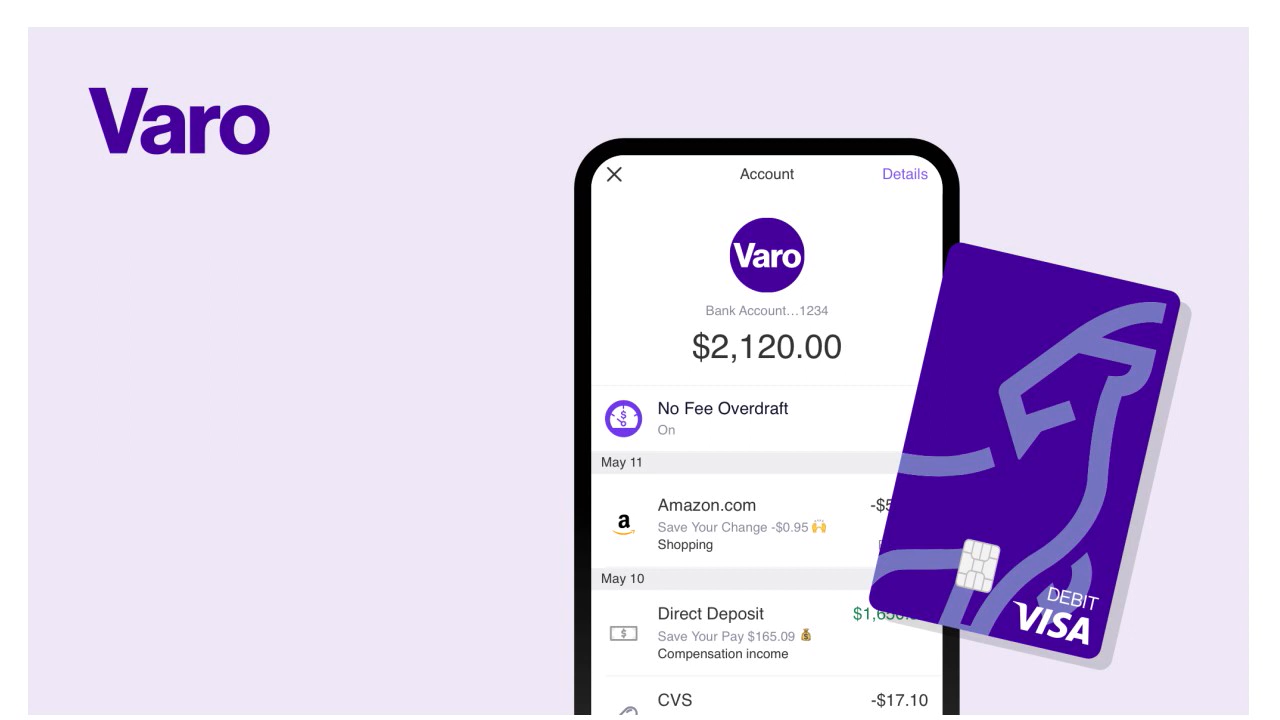 Varo
Account
Details
Varo
Bank Account...1234
$2,120.00
No Fee Overdraft
On
May 11
Amazon.com
Save Your Change -$0.95 🙌
Shopping
May 10
Direct Deposit
Save Your Pay $165.09 💰
Compensation income
CVS
-$17.10
DEBIT
VISA